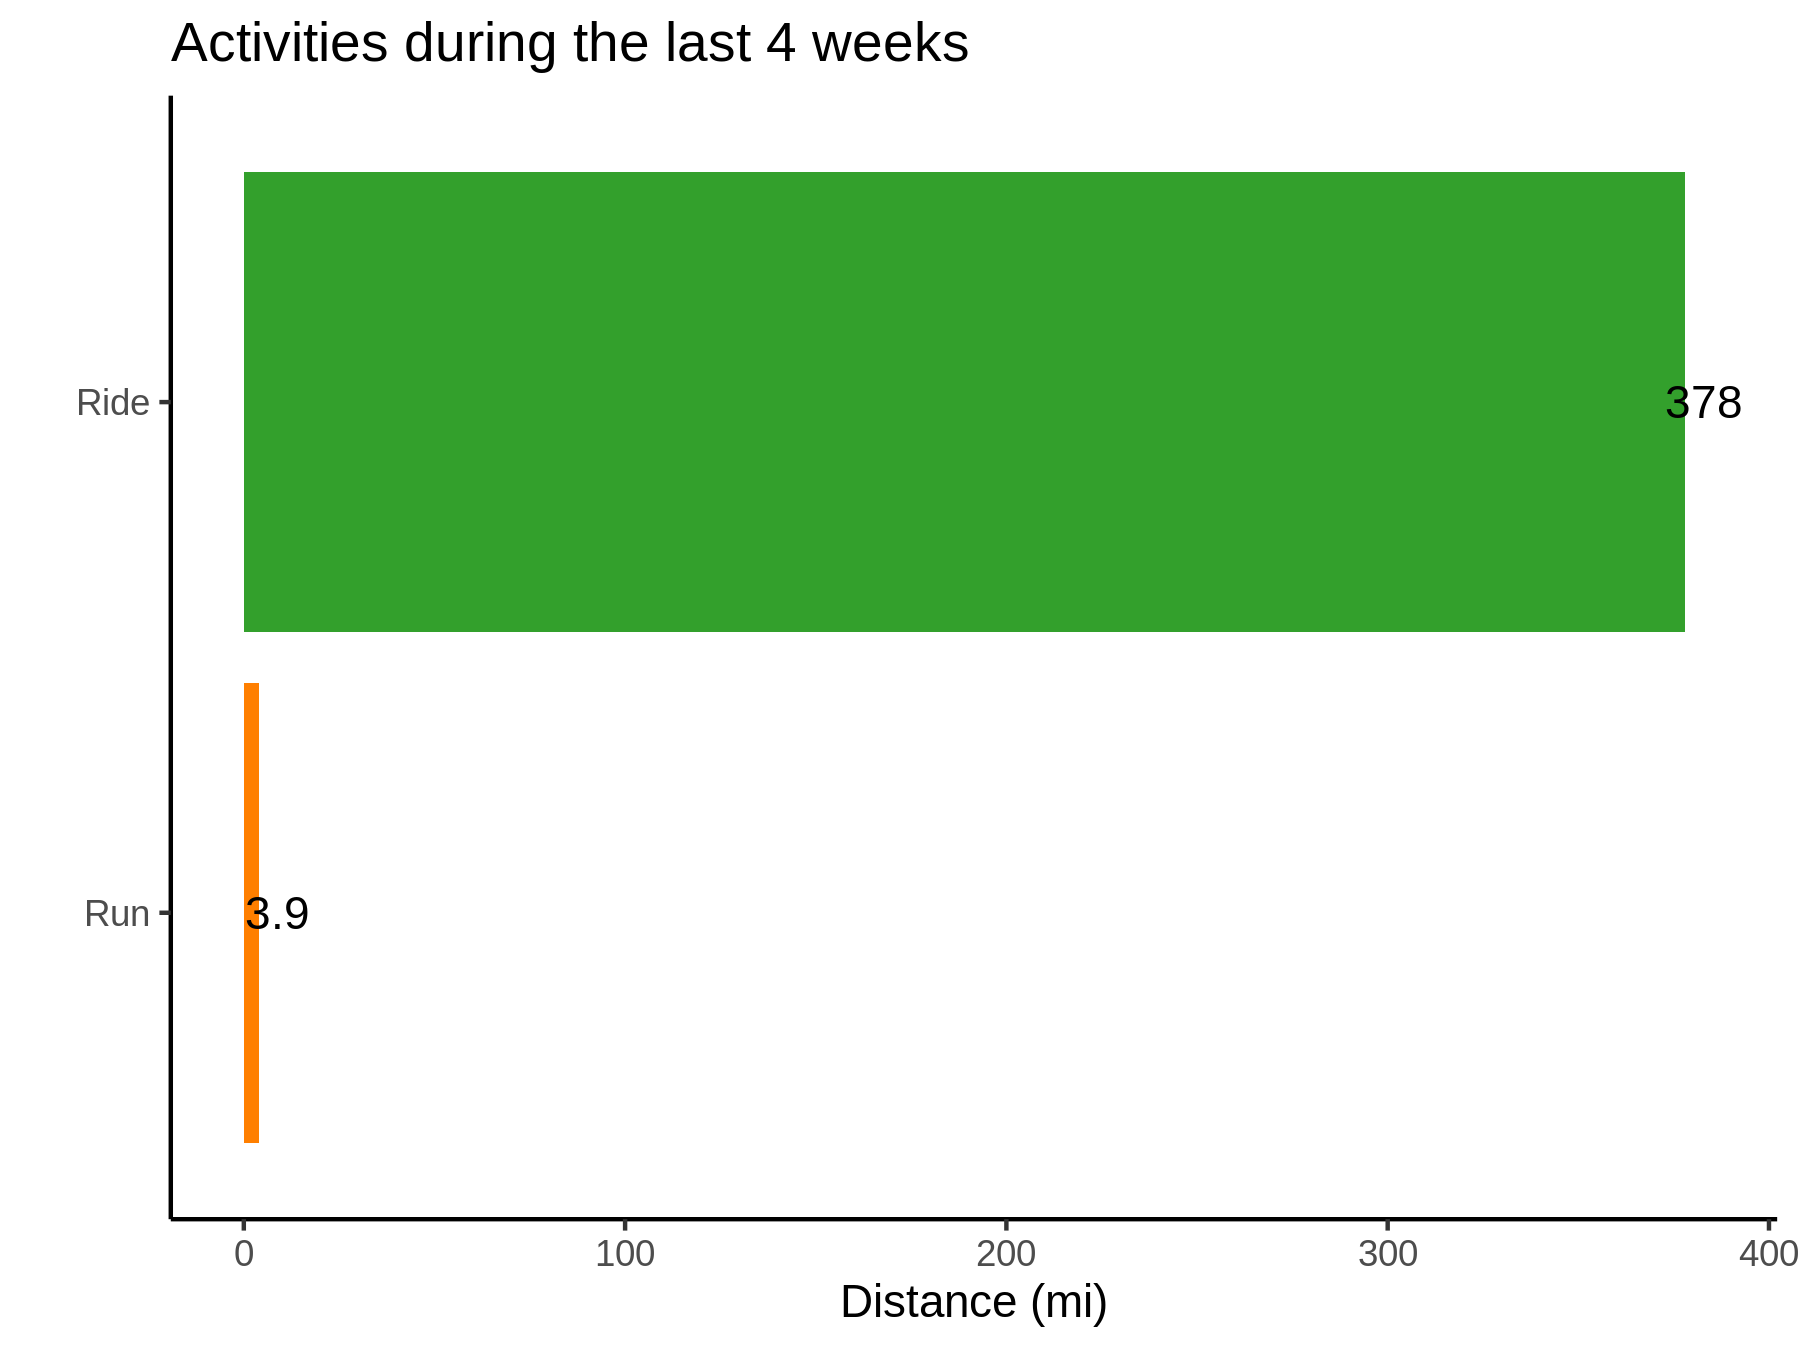 Activities during the last 4 weeks
Ride
378
Run
3.9
0 100 200 300 400
Distance (mi)